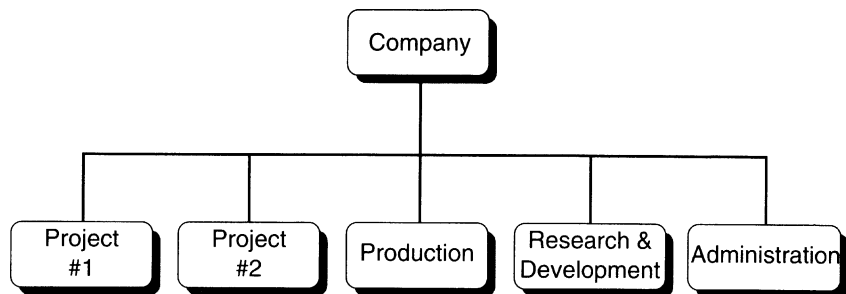 Company
Project
#1
Project
#2
Production
Research &
Development
Administration